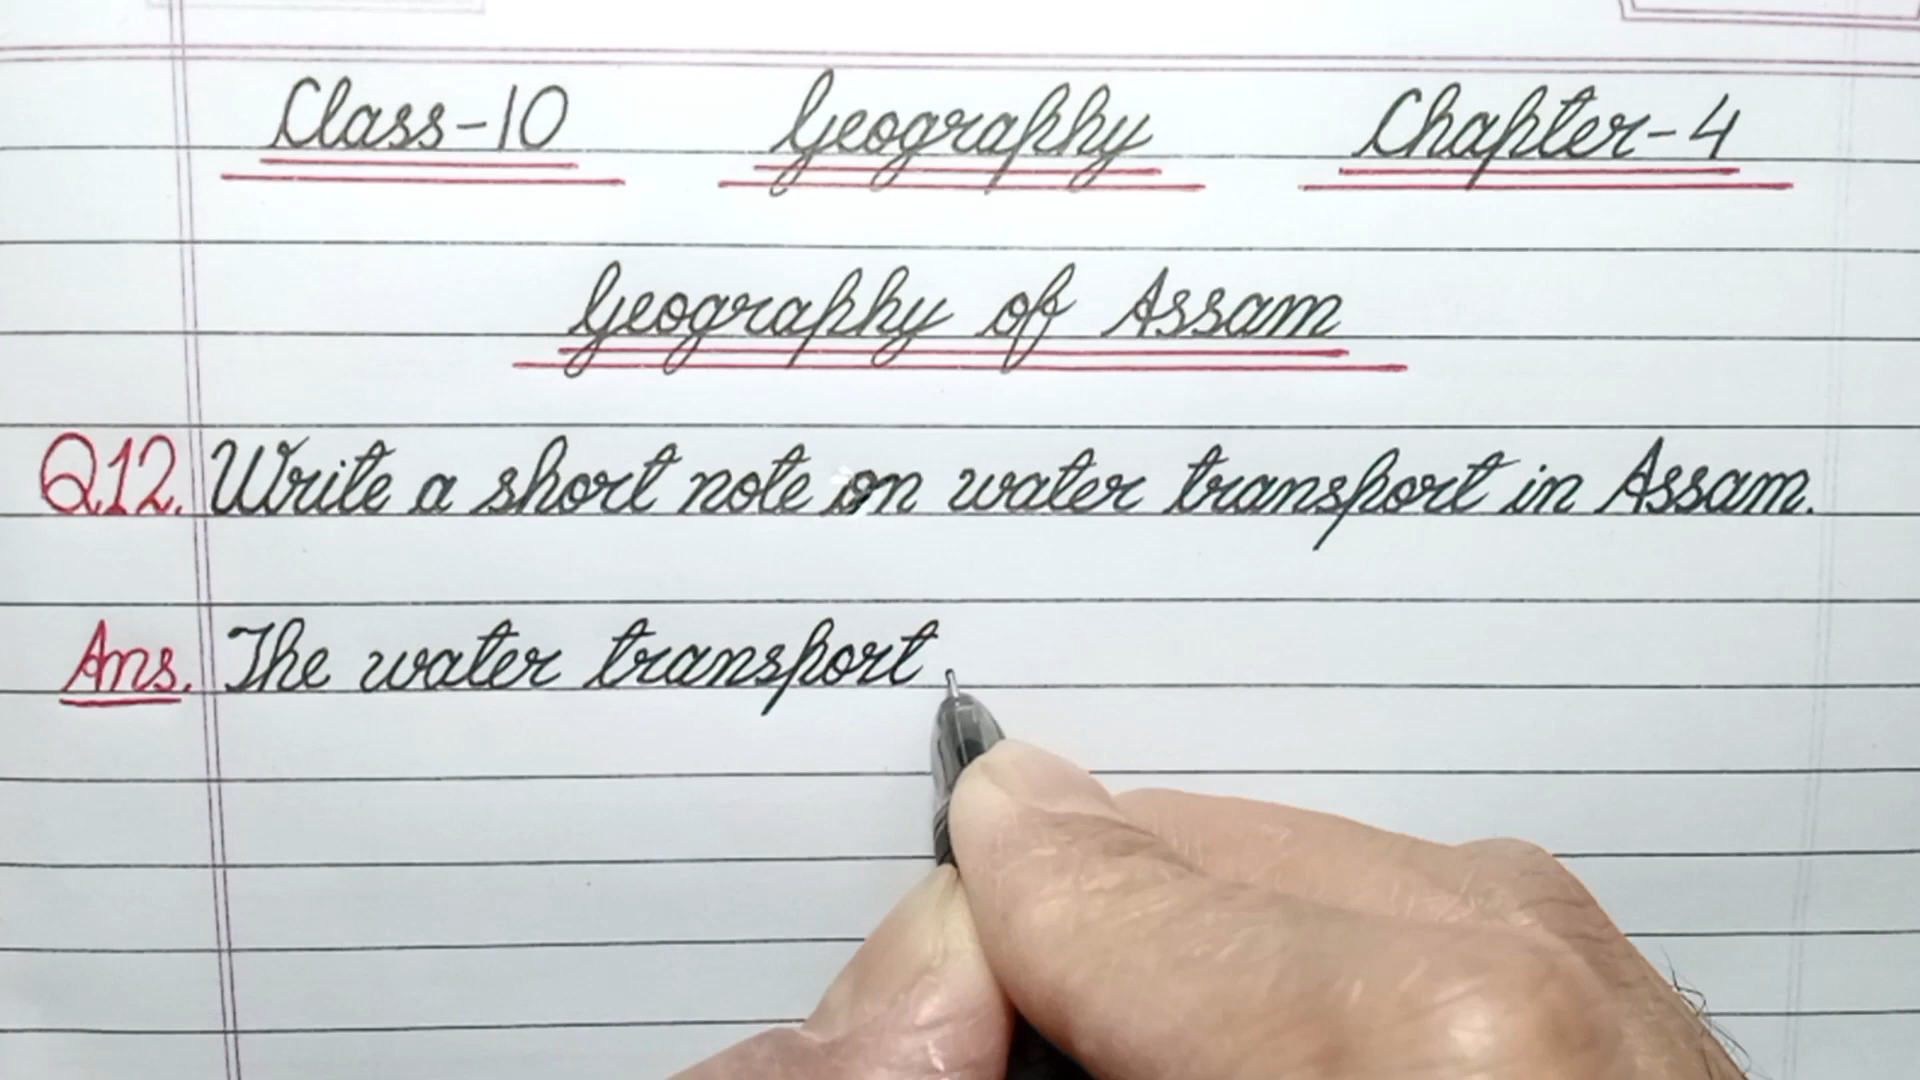 Class-10 Geography Chapter-4
Geography of Assam
Q.12. Write a short note on water transport in Assam.
Ans. The water transport